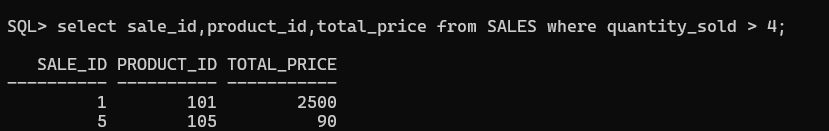 SQL> select sale_id,product_id,total_price from SALES where quantity_sold > 4;
   SALE_ID PRODUCT_ID TOTAL_PRICE
---------- ---------- -----------
         1        101        2500
         5        105          90